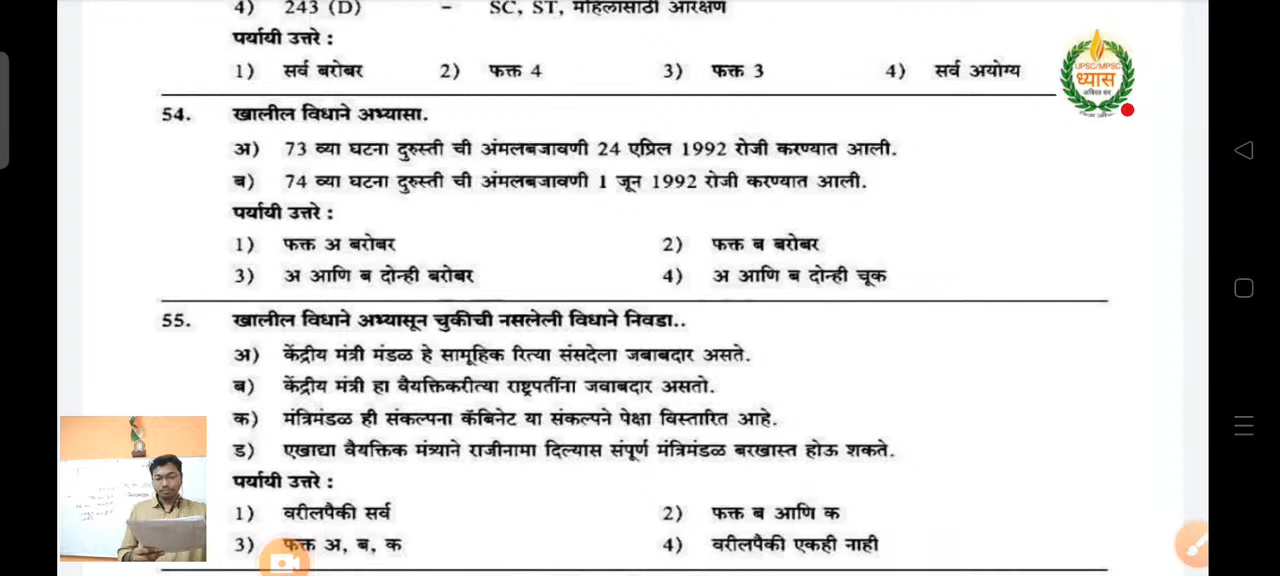 4) 243 (D) - SC, ST, महिलासाठी आरक्षण
पर्यायी उत्तरे :
1) सर्व बरोबर 2) फक्त 4 3) फक्त 3 4) सर्व अयोग्य
UPSC/MPSC
ध्यास
54. खालील विधाने अभ्यासा.
अ) 73 व्या घटना दुरुस्ती ची अंमलबजावणी 24 एप्रिल 1992 रोजी करण्यात आली.
ब) 74 व्या घटना दुरुस्ती ची अंमलबजावणी 1 जून 1992 रोजी करण्यात आली.
पर्यायी उत्तरे :
1) फक्त अ बरोबर 2) फक्त ब बरोबर
3) अ आणि ब दोन्ही बरोबर 4) अ आणि ब दोन्ही चूक
55. खालील विधाने अभ्यासून चुकीची नसलेली विधाने निवडा..
अ) केंद्रीय मंत्री मंडळ हे सामूहिक रित्या संसदेला जबाबदार असते.
ब) केंद्रीय मंत्री हा वैयक्तिकरीत्या राष्ट्रपतींना जवाबदार असतो.
क) मंत्रिमंडळ ही संकल्पना कॅबिनेट या संकल्पने पेक्षा विस्तारित आहे.
ड) एखाद्या वैयक्तिक मंत्र्याने राजीनामा दिल्यास संपूर्ण मंत्रिमंडळ बरखास्त होऊ शकते.
पर्यायी उत्तरे :
1) वरीलपैकी सर्व 2) फक्त ब आणि क
3) फक्त अ, ब, क 4) वरीलपैकी एकही नाही